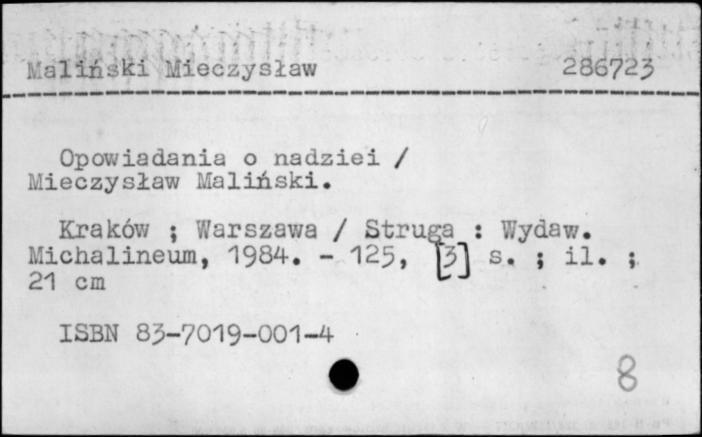 Maliński Mieczysław 286723
Opowiadania o nadziei /
Mieczysław Maliński.
Kraków ; Warszawa / Struga : Wydaw.
Michalineum, 1984. - 125, [3] s. ; il. ;
21 cm
ISBN 83-7019-001-4
8